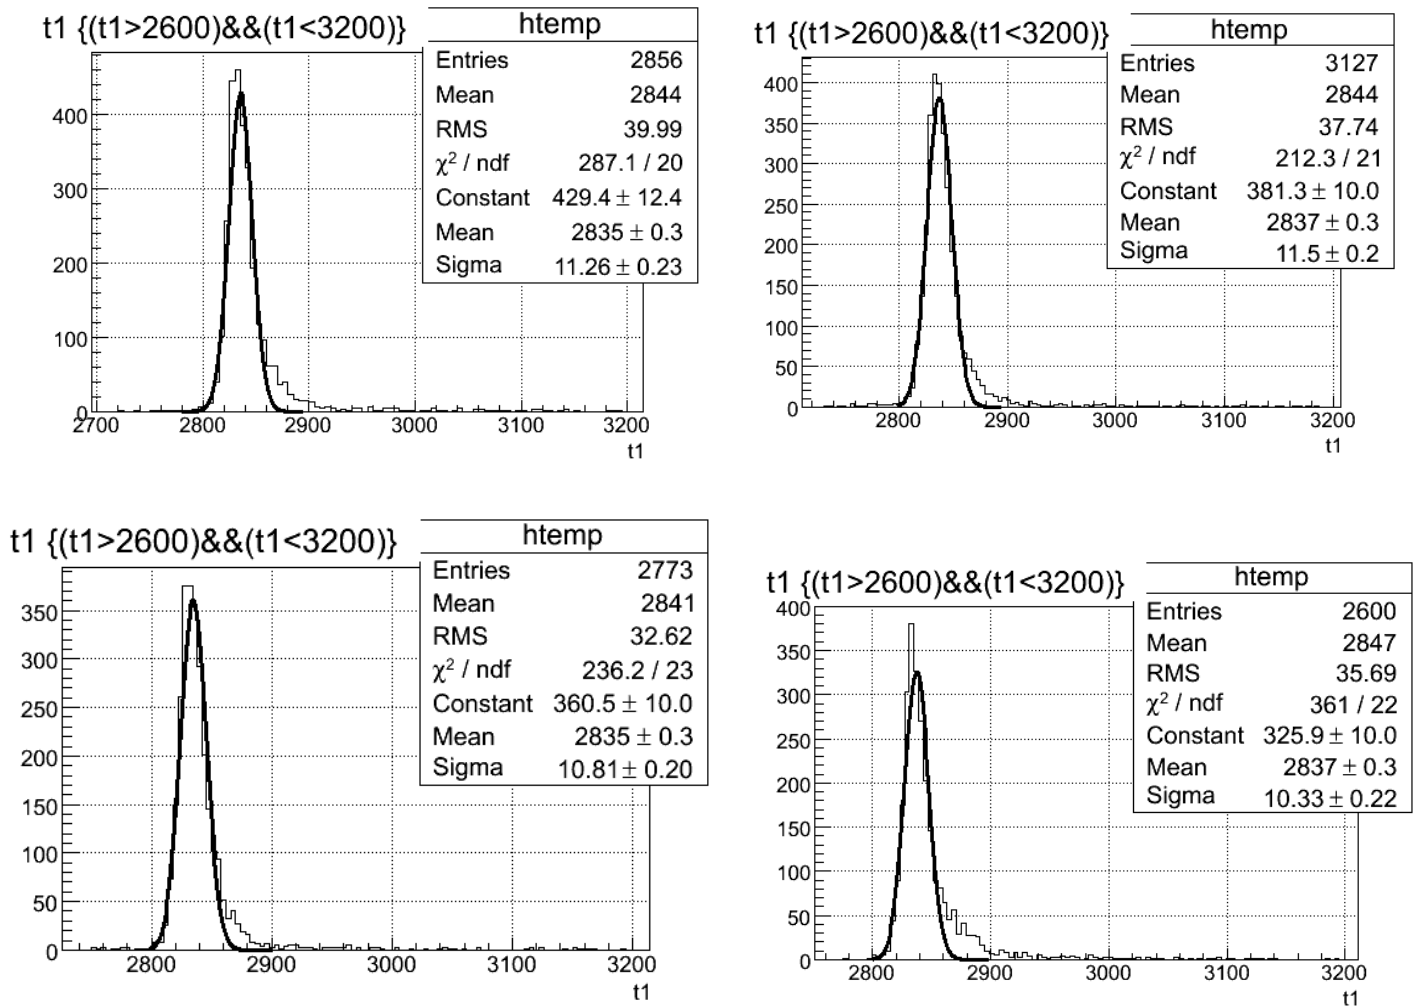 t1 {(t1>2600)&&(t1<3200)}
htemp
Entries 2856
Mean 2844
RMS 39.99
χ² / ndf 287.1 / 20
Constant 429.4 ± 12.4
Mean 2835 ± 0.3
Sigma 11.26 ± 0.23
400
300
200
100
0
2700 2800 2900 3000 3100 3200
t1
t1 {(t1>2600)&&(t1<3200)}
htemp
Entries 3127
Mean 2844
RMS 37.74
χ² / ndf 212.3 / 21
Constant 381.3 ± 10.0
Mean 2837 ± 0.3
Sigma 11.5 ± 0.2
400
350
300
250
200
150
100
50
0
2800 2900 3000 3100 3200
t1
t1 {(t1>2600)&&(t1<3200)}
htemp
Entries 2773
Mean 2841
RMS 32.62
χ² / ndf 236.2 / 23
Constant 360.5 ± 10.0
Mean 2835 ± 0.3
Sigma 10.81 ± 0.20
350
300
250
200
150
100
50
0
2800 2900 3000 3100 3200
t1
t1 {(t1>2600)&&(t1<3200)}
htemp
Entries 2600
Mean 2847
RMS 35.69
χ² / ndf 361 / 22
Constant 325.9 ± 10.0
Mean 2837 ± 0.3
Sigma 10.33 ± 0.22
400
350
300
250
200
150
100
50
0
2800 2900 3000 3100 3200
t1